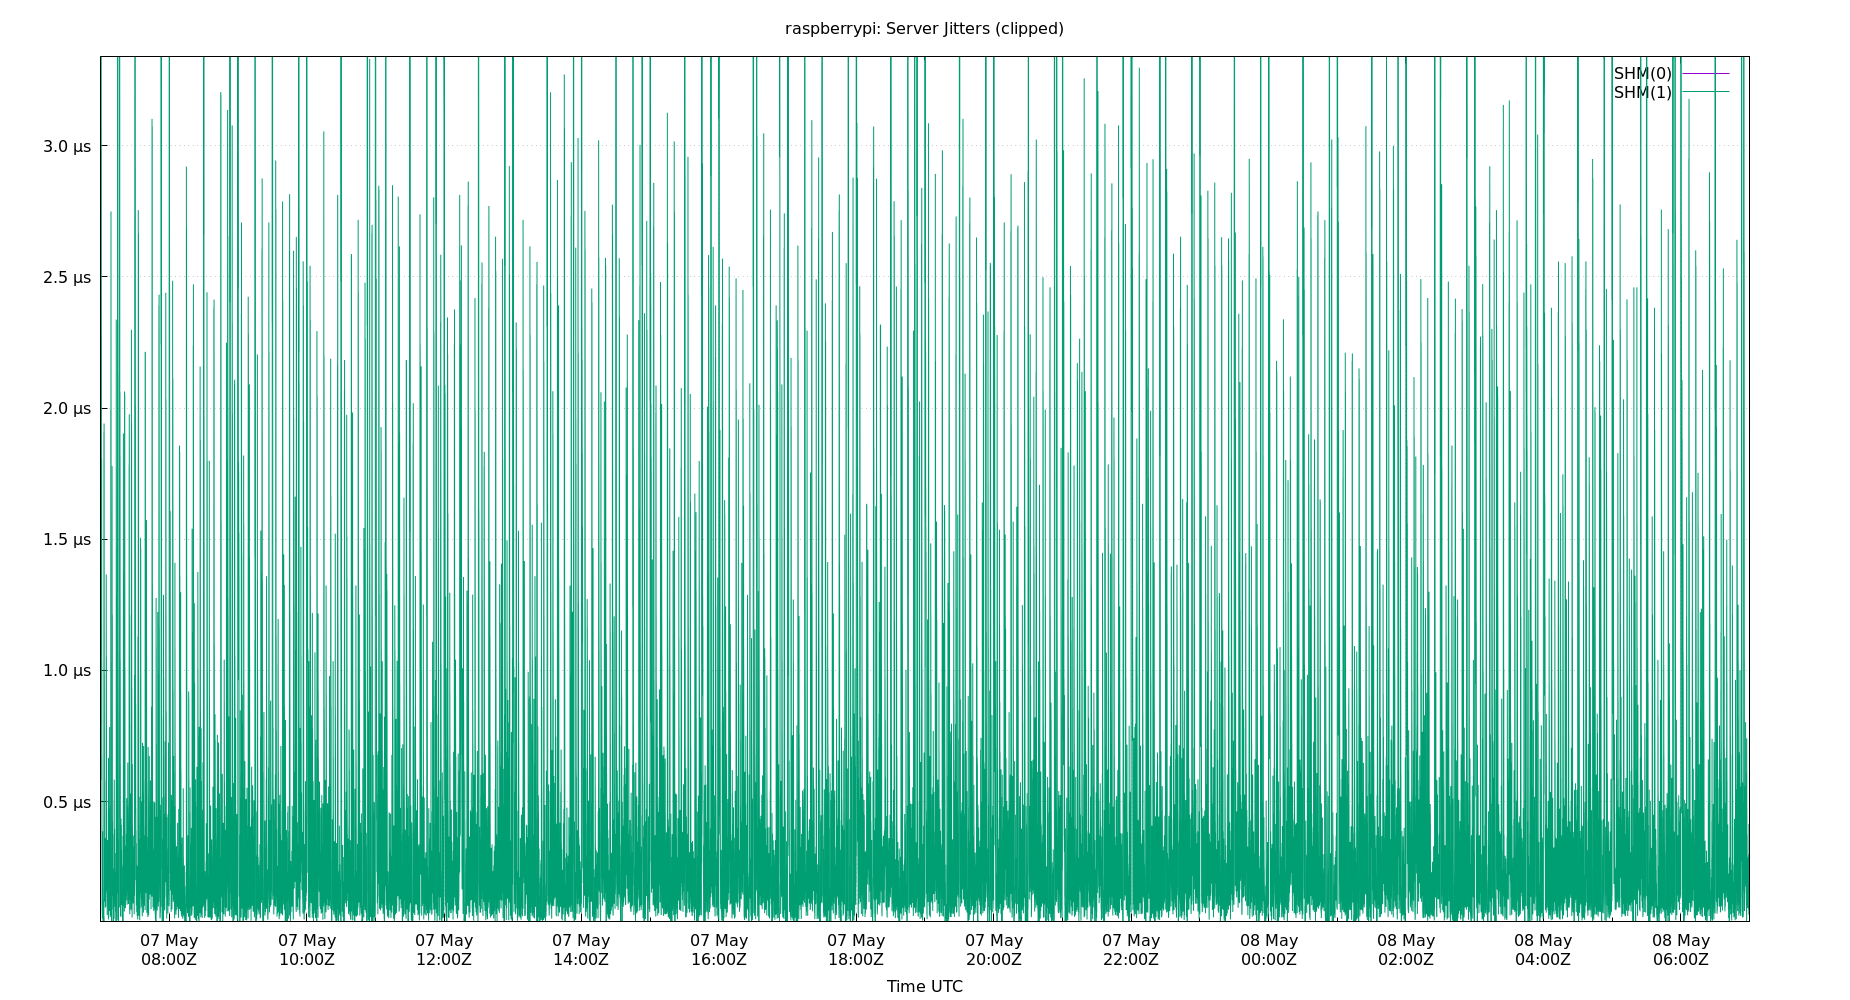 raspberrypi: Server Jitters (clipped)
SHM(0)
SHM(1)
3.0 µs
2.5 µs
2.0 µs
1.5 µs
1.0 µs
0.5 µs
07 May 07 May 07 May 07 May 07 May 07 May 07 May 07 May 08 May 08 May 08 May 08 May
08:00Z 10:00Z 12:00Z 14:00Z 16:00Z 18:00Z 20:00Z 22:00Z 00:00Z 02:00Z 04:00Z 06:00Z
Time UTC